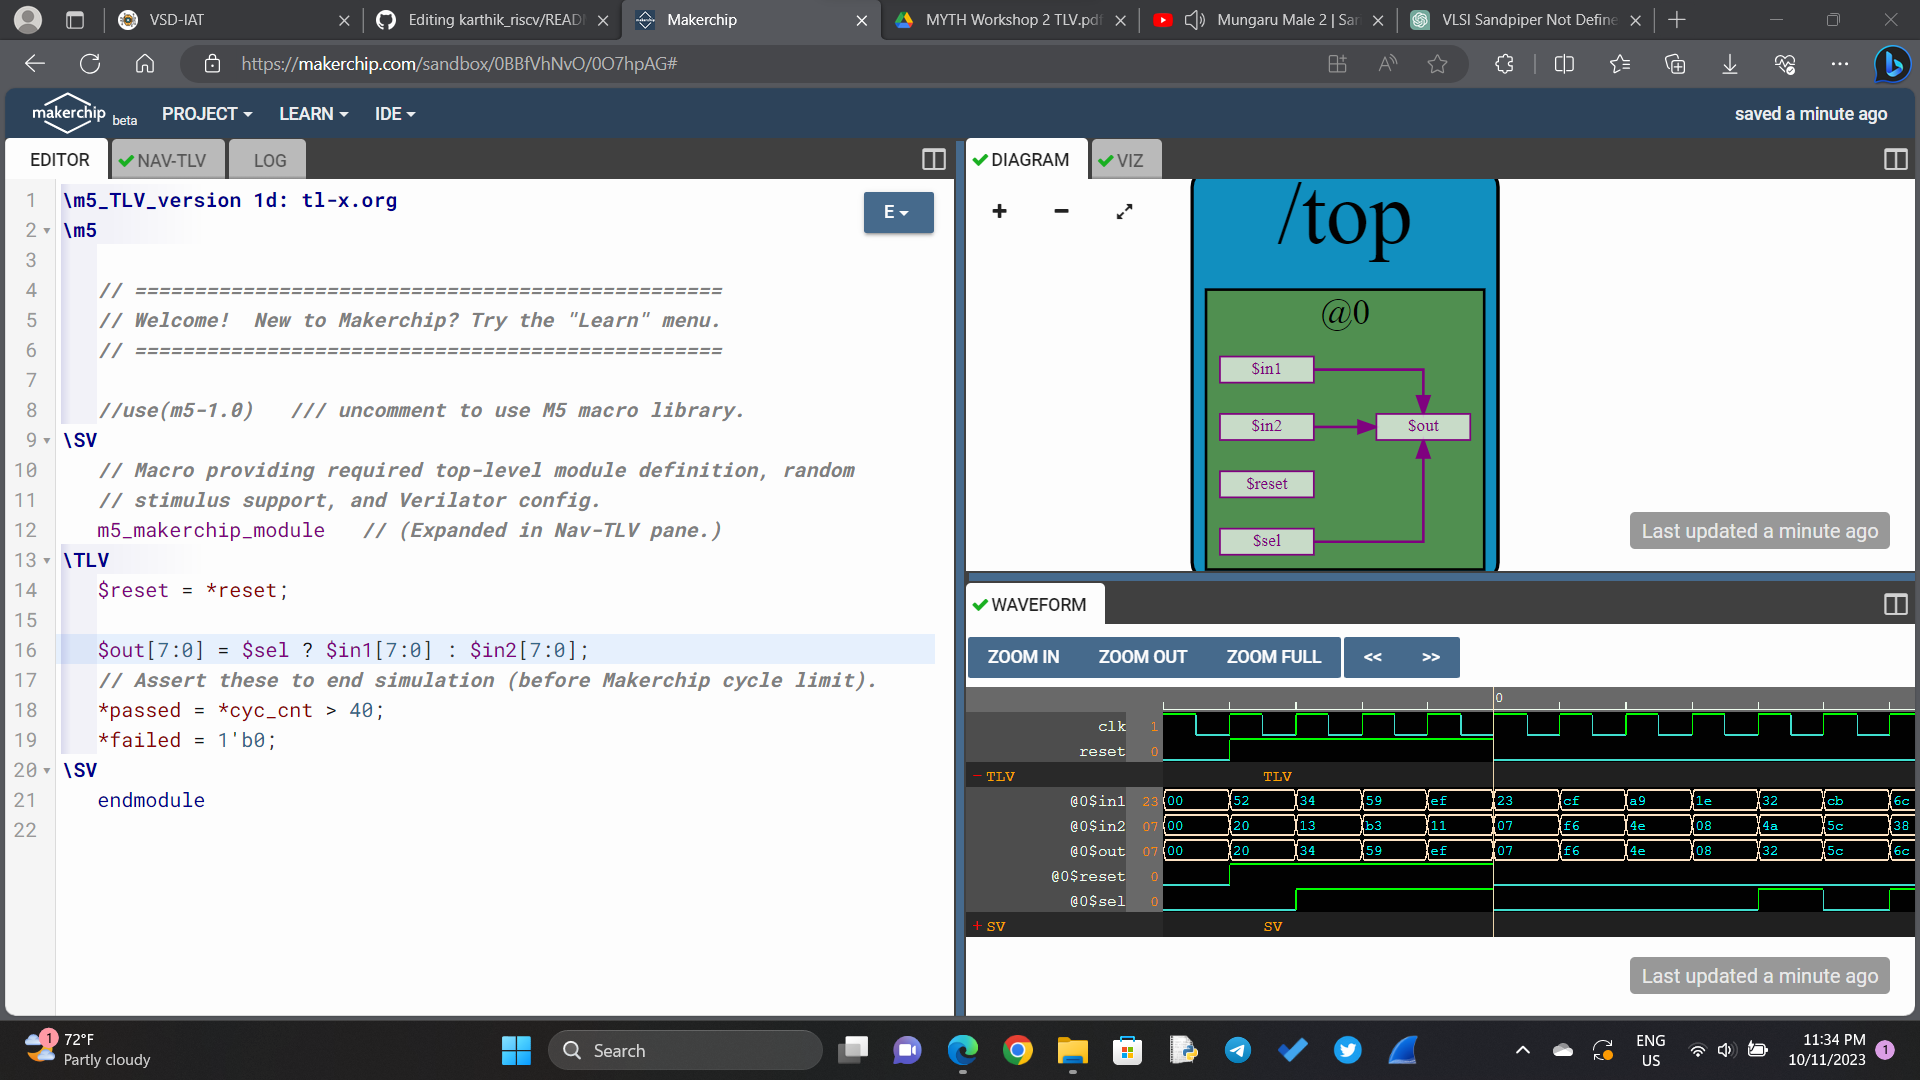 VSD-IAT
Editing karthik_riscv/READ
Makerchip
MYTH Workshop 2 TLV.pdf
Mungaru Male 2 | Sa
VLSI Sandpiper Not Define
https://makerchip.com/sandbox/0BBfVhNvO/0O7hpAG#
makerchip beta
PROJECT
LEARN
IDE
saved a minute ago
EDITOR
NAV-TLV
LOG
E
1 \m5_TLV_version 1d: tl-x.org
2 \m5
3
4 // =================================================
5 // Welcome!  New to Makerchip? Try the "Learn" menu.
6 // =================================================
7
8 //use(m5-1.0)   /// uncomment to use M5 macro library.
9 \SV
10 // Macro providing required top-level module definition, random
11 // stimulus support, and Verilator config.
12 m5_makerchip_module   // (Expanded in Nav-TLV pane.)
13 \TLV
14 $reset = *reset;
15
16 $out[7:0] = $sel ? $in1[7:0] : $in2[7:0];
17 // Assert these to end simulation (before Makerchip cycle limit).
18 *passed = *cyc_cnt > 40;
19 *failed = 1'b0;
20 \SV
21 endmodule
22
DIAGRAM
VIZ
/top
@0
$in1
$in2
$out
$reset
$sel
Last updated a minute ago
WAVEFORM
ZOOM IN
ZOOM OUT
ZOOM FULL
<<
>>
0
clk 1
reset 0
- TLV TLV
@0$in1 23 00 52 34 59 ef 23 cf a9 1e 32 cb 6c
@0$in2 07 00 20 13 b3 11 07 f6 4e 08 4a 5c 38
@0$out 07 00 20 34 59 ef 07 f6 4e 08 32 5c 6c
@0$reset 0
@0$sel 0
+ SV SV
Last updated a minute ago
1
72°F
Partly cloudy
Search
ENG
US
11:34 PM
10/11/2023
1